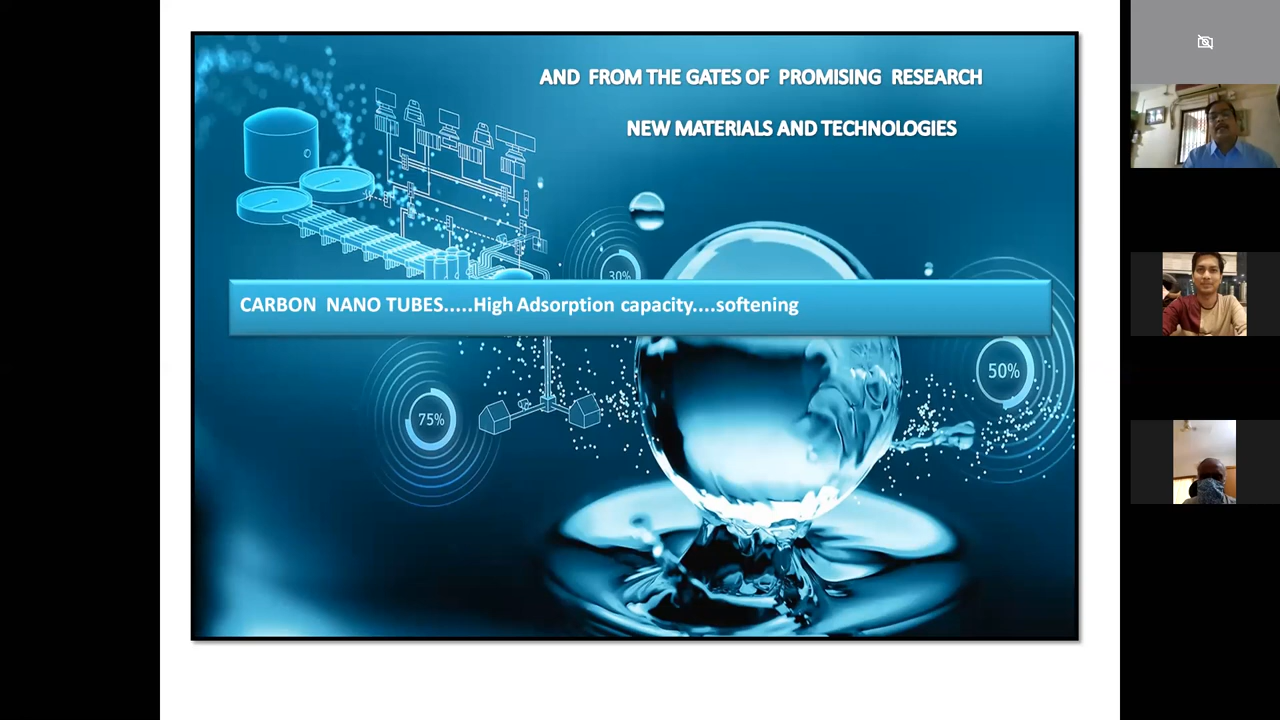 AND FROM THE GATES OF PROMISING RESEARCH
NEW MATERIALS AND TECHNOLOGIES
30%
CARBON NANO TUBES.....High Adsorption capacity....softening
50%
75%